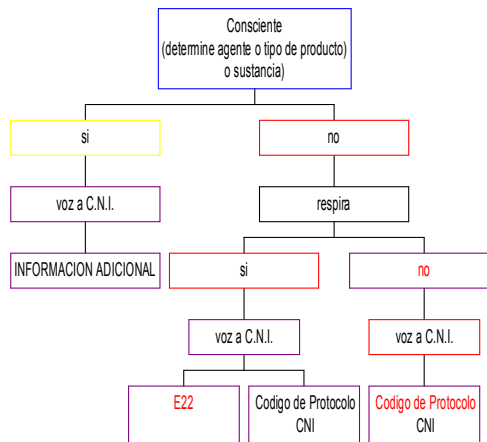 Consciente
(determine agente o tipo de producto)
o sustancia)
si
no
voz a C.N.I.
respira
INFORMACION ADICIONAL
si
no
voz a C.N.I.
voz a C.N.I.
E22
Codigo de Protocolo
CNI
Codigo de Protocolo
CNI